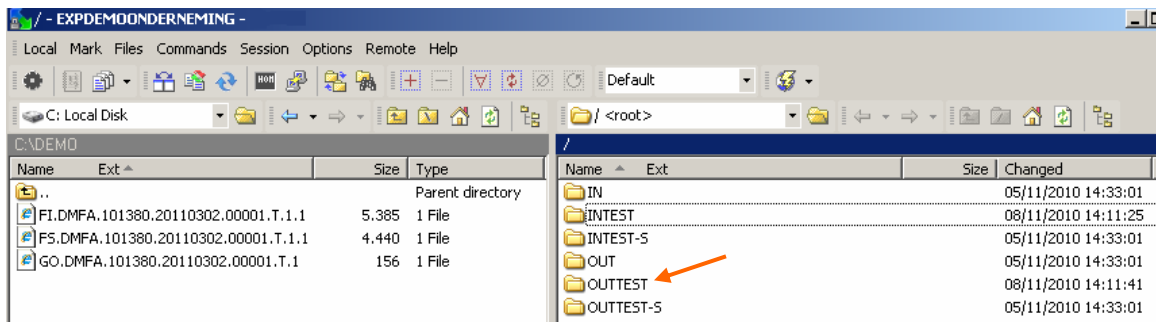 / - EXPDEMOONDERNEMING -
Local Mark Files Commands Session Options Remote Help
Default
C: Local Disk
/ <root>
C:\DEMO
/
Name Ext Size Type
Name Ext Size Changed
.. Parent directory
IN 05/11/2010 14:33:01
FI.DMFA.101380.20110302.00001.T.1.1 5.385 1 File
INTEST 08/11/2010 14:11:25
FS.DMFA.101380.20110302.00001.T.1.1 4.440 1 File
INTEST-S 05/11/2010 14:33:01
GO.DMFA.101380.20110302.00001.T.1 156 1 File
OUT 05/11/2010 14:33:01
OUTTEST 08/11/2010 14:11:41
OUTTEST-S 05/11/2010 14:33:01